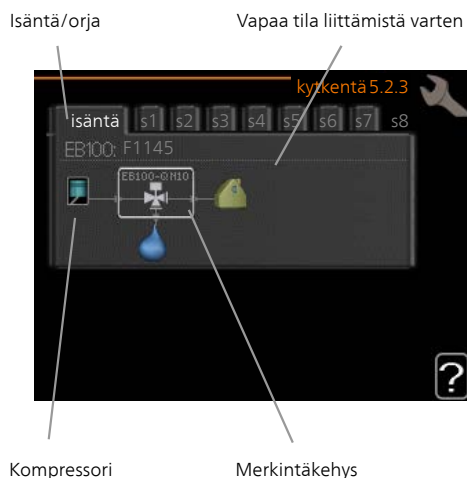 Isäntä/orja
Vapaa tila liittämistä varten
kytkentä 5.2.3
isäntä s1 s2 s3 s4 s5 s6 s7 s8
EB100: F1145
EB100-QN10
?
Kompressori
Merkintäkehys